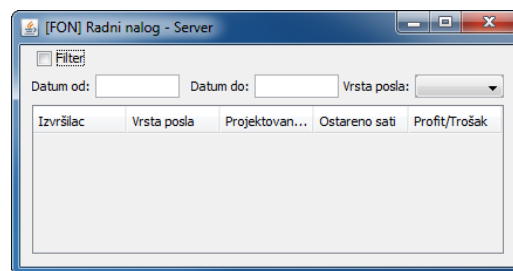 [FON] Radni nalog - Server
Filter
Datum od: Datum do: Vrsta posla:
Izvršilac Vrsta posla Projektovan... Ostareno sati Profit/Trošak